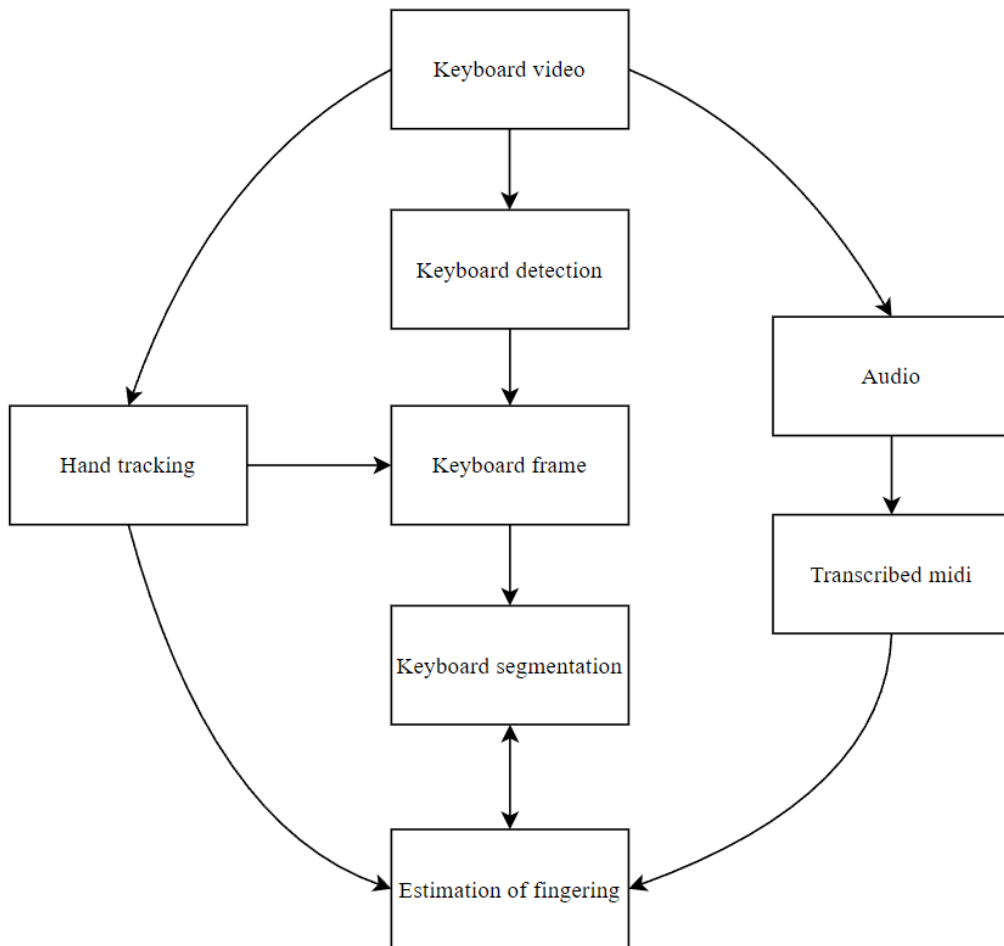 Keyboard video
Keyboard detection
Audio
Hand tracking
Keyboard frame
Transcribed midi
Keyboard segmentation
Estimation of fingering